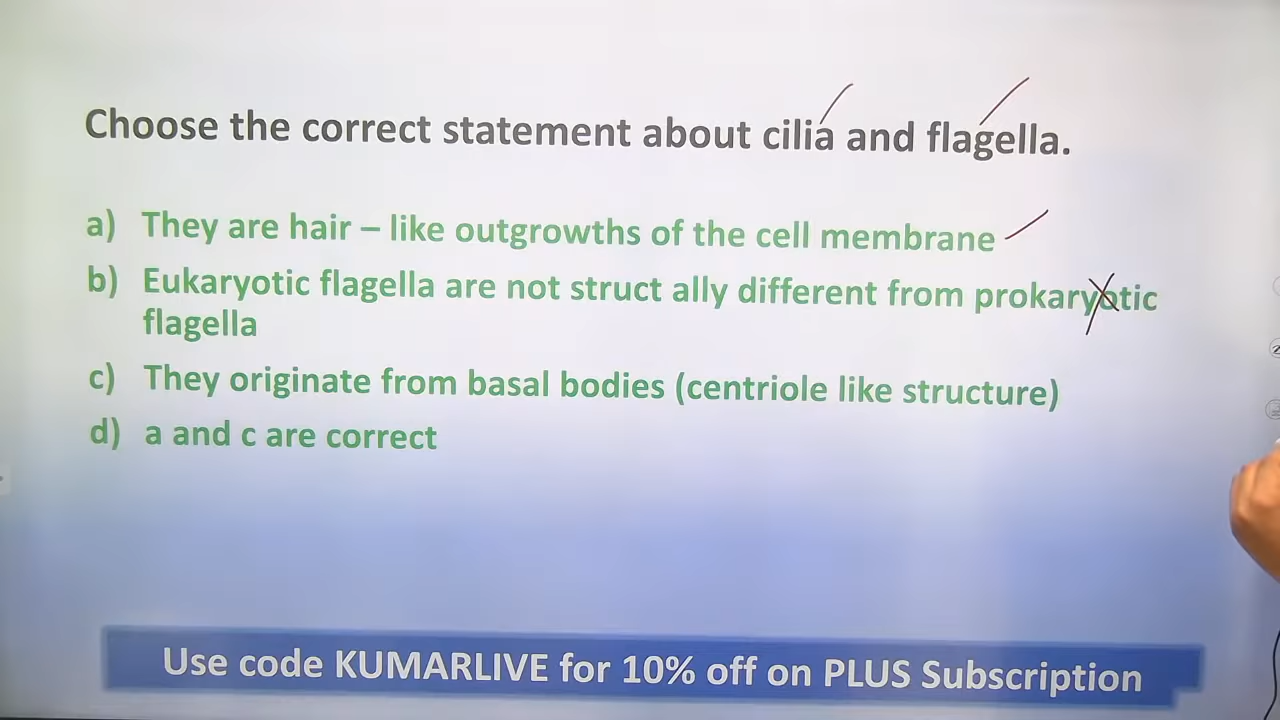 Choose the correct statement about cilia and flagella.
a) They are hair – like outgrowths of the cell membrane
b) Eukaryotic flagella are not struct ally different from prokaryotic
flagella
c) They originate from basal bodies (centriole like structure)
d) a and c are correct
Use code KUMARLIVE for 10% off on PLUS Subscription